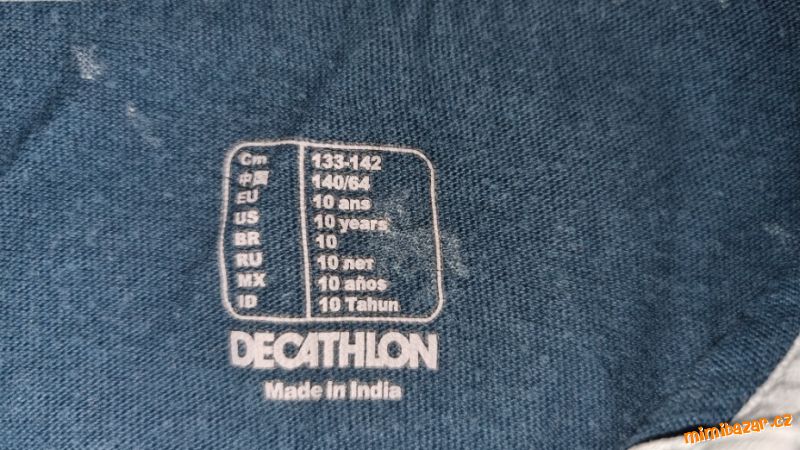 Cm 133-142
中国 140/64
EU 10 ans
US 10 years
BR 10
RU 10 лет
MX 10 años
ID 10 Tahun
DECATHLON
Made in India
mimibazar.cz